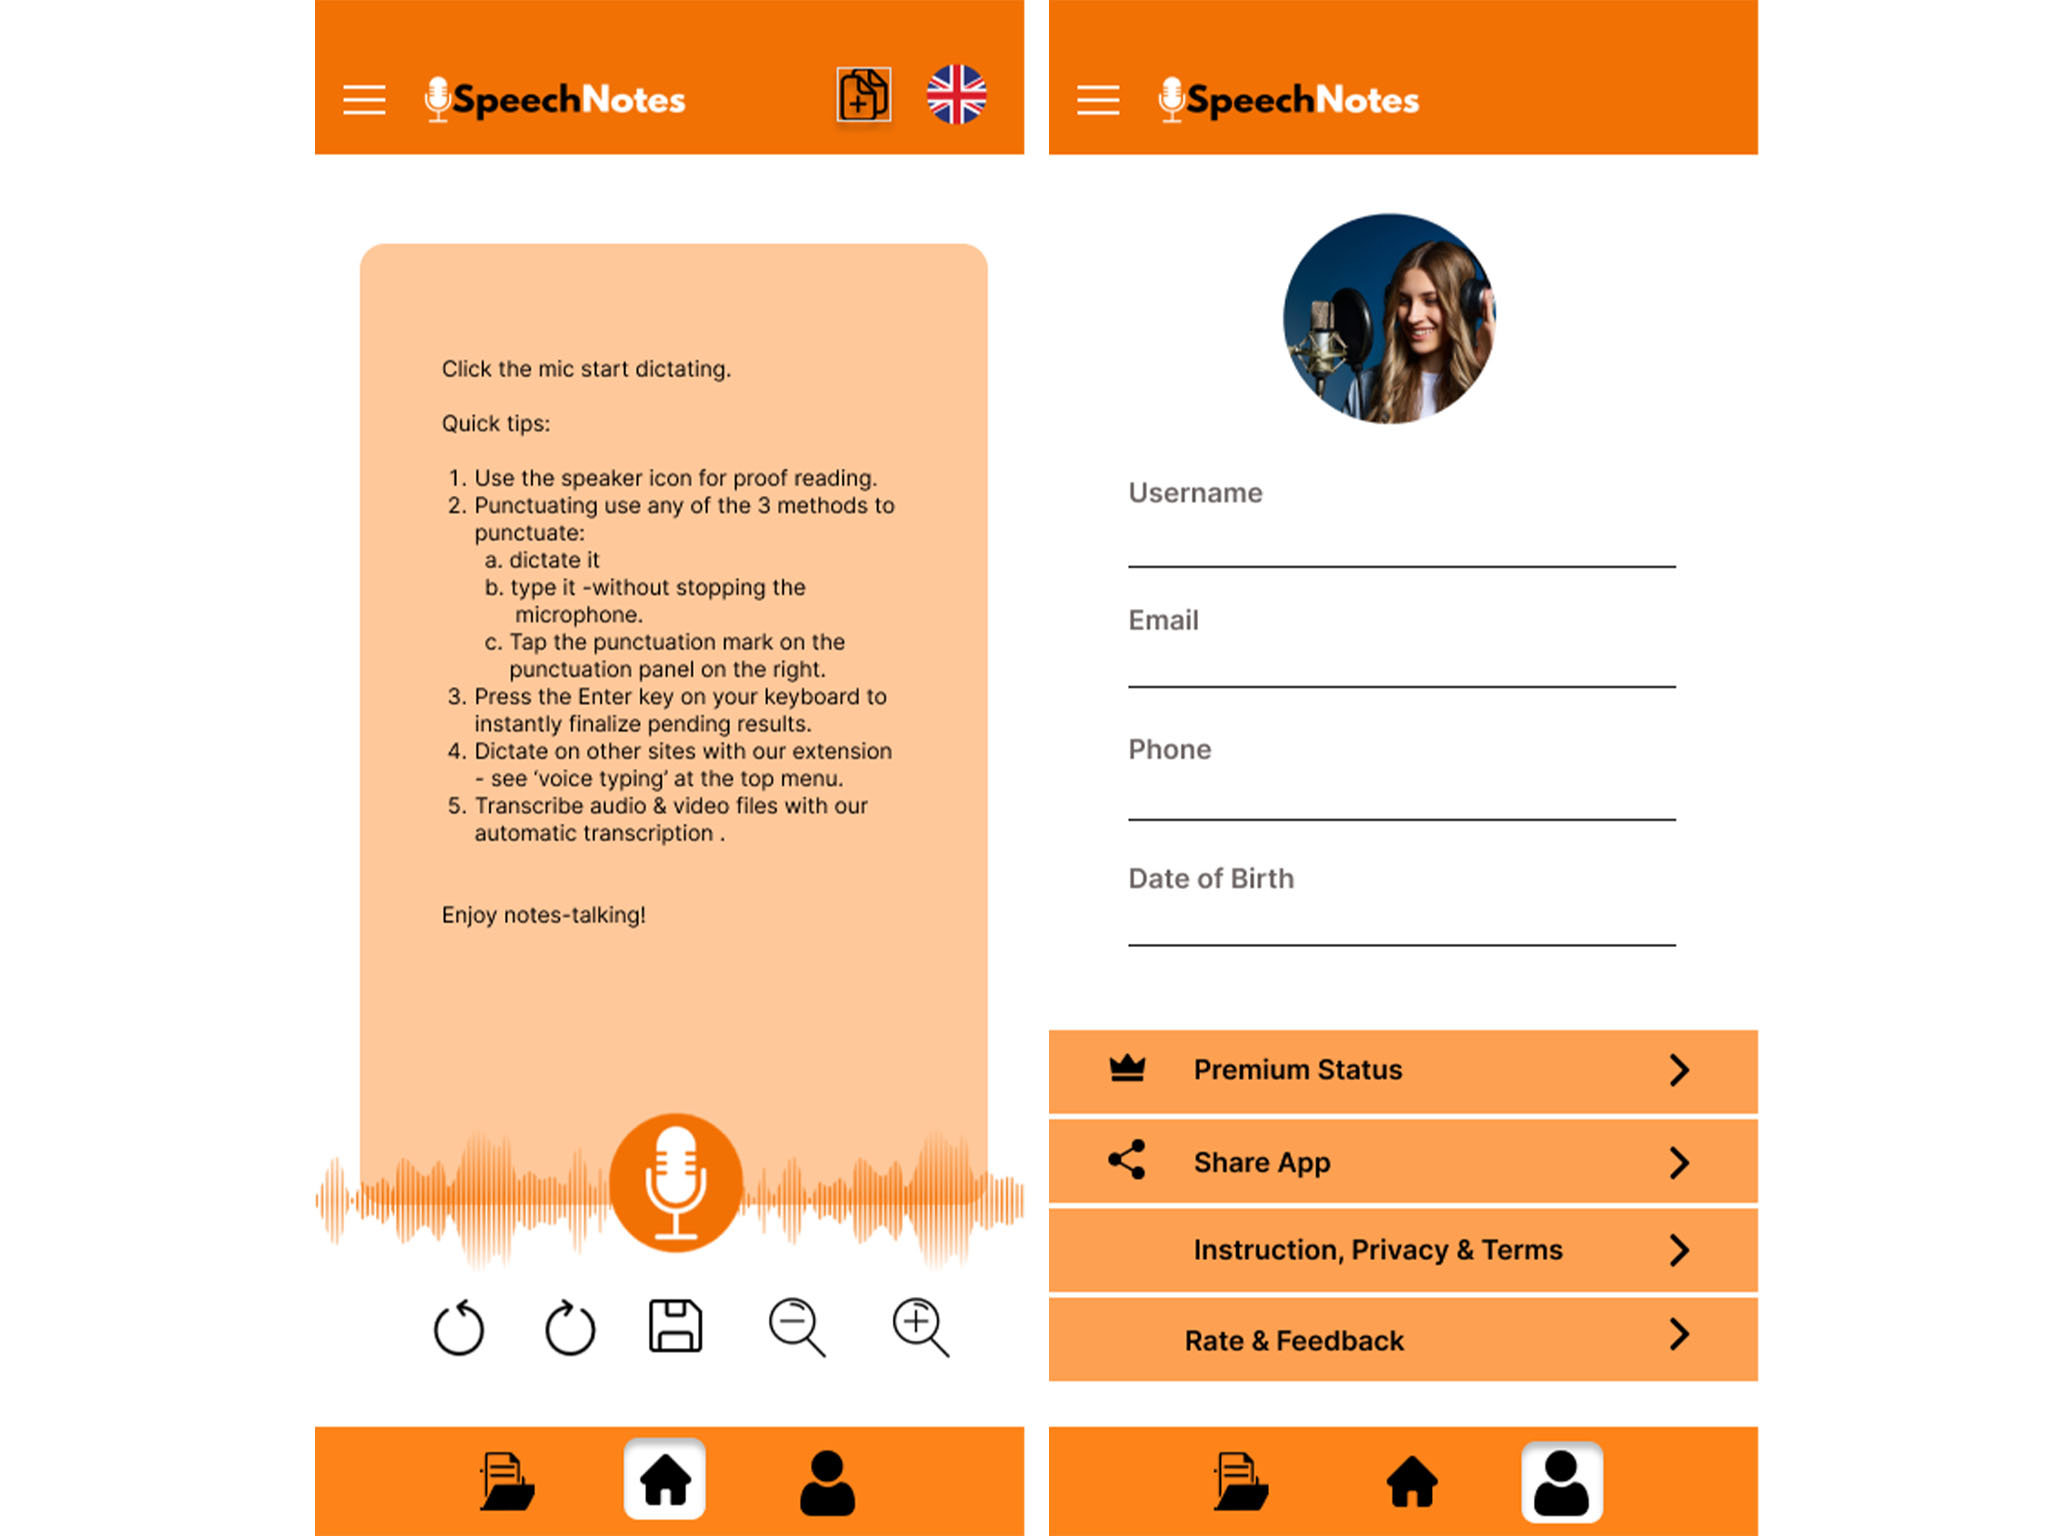 SpeechNotes
Click the mic start dictating.
Quick tips:
1. Use the speaker icon for proof reading.
2. Punctuating use any of the 3 methods to
punctuate:
a. dictate it
b. type it -without stopping the
microphone.
c. Tap the punctuation mark on the
punctuation panel on the right.
3. Press the Enter key on your keyboard to
instantly finalize pending results.
4. Dictate on other sites with our extension
- see ‘voice typing’ at the top menu.
5. Transcribe audio & video files with our
automatic transcription .
Enjoy notes-talking!
SpeechNotes
Username
Email
Phone
Date of Birth
Premium Status
Share App
Instruction, Privacy & Terms
Rate & Feedback